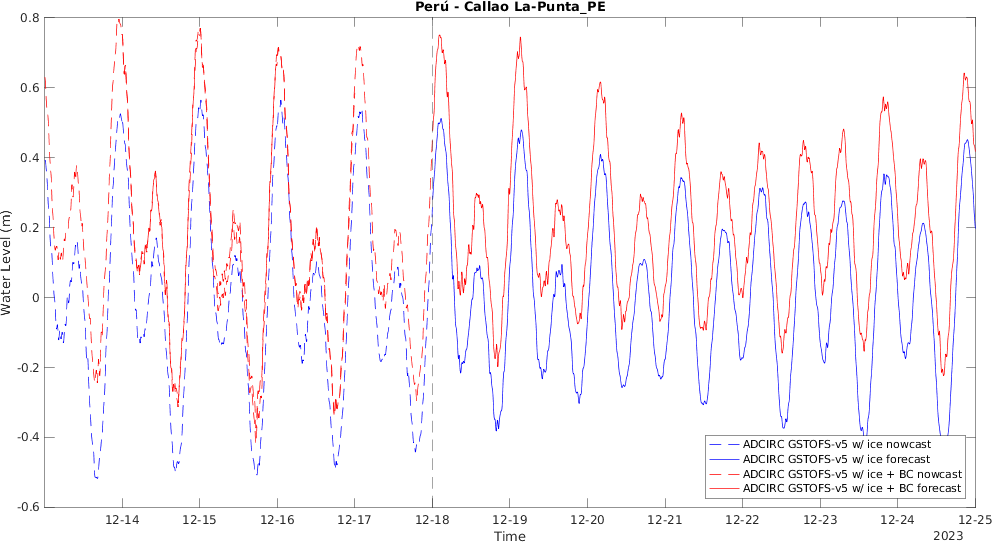 Perú - Callao La-Punta_PE
0.8
0.6
0.4
0.2
0
-0.2
-0.4
-0.6
Water Level (m)
ADCIRC GSTOFS-v5 w/ ice nowcast
ADCIRC GSTOFS-v5 w/ ice forecast
ADCIRC GSTOFS-v5 w/ ice + BC nowcast
ADCIRC GSTOFS-v5 w/ ice + BC forecast
12-14 12-15 12-16 12-17 12-18 12-19 12-20 12-21 12-22 12-23 12-24 12-25
Time
2023